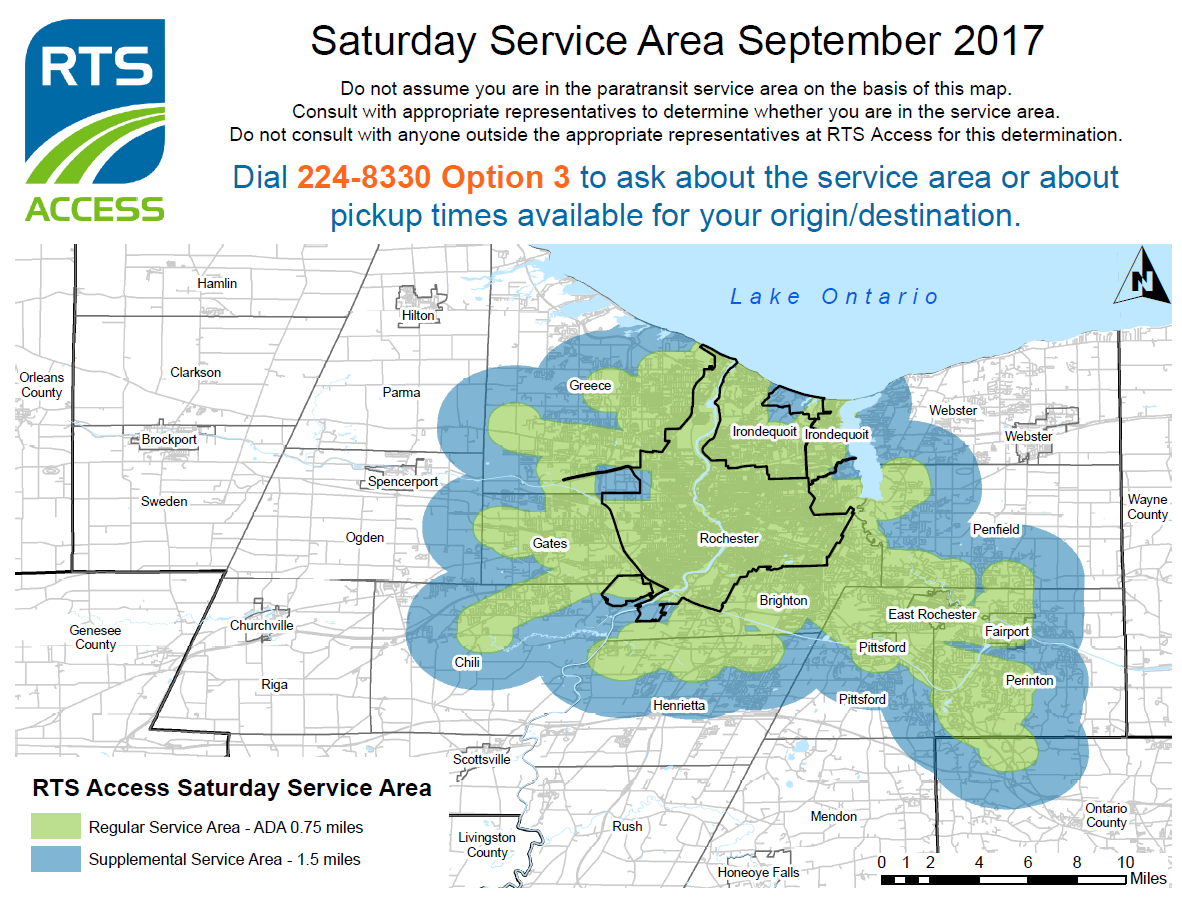 RTS
ACCESS
Saturday Service Area September 2017
Do not assume you are in the paratransit service area on the basis of this map.
Consult with appropriate representatives to determine whether you are in the service area.
Do not consult with anyone outside the appropriate representatives at RTS Access for this determination.
Dial 224-8330 Option 3 to ask about the service area or about
pickup times available for your origin/destination.
N
Lake Ontario
Hamlin
Hilton
Clarkson
Orleans
County
Parma
Greece
Webster
Brockport
Irondequoit
Irondequoit
Webster
Spencerport
Sweden
Wayne
County
Ogden
Gates
Rochester
Penfield
Brighton
East Rochester
Churchville
Genesee
County
Fairport
Pittsford
Chili
Riga
Perinton
Henrietta
Pittsford
Scottsville
Rush
Mendon
Ontario
County
Livingston
County
Honeoye Falls
RTS Access Saturday Service Area
Regular Service Area - ADA 0.75 miles
Supplemental Service Area - 1.5 miles
0 1 2 4 6 8 10
Miles